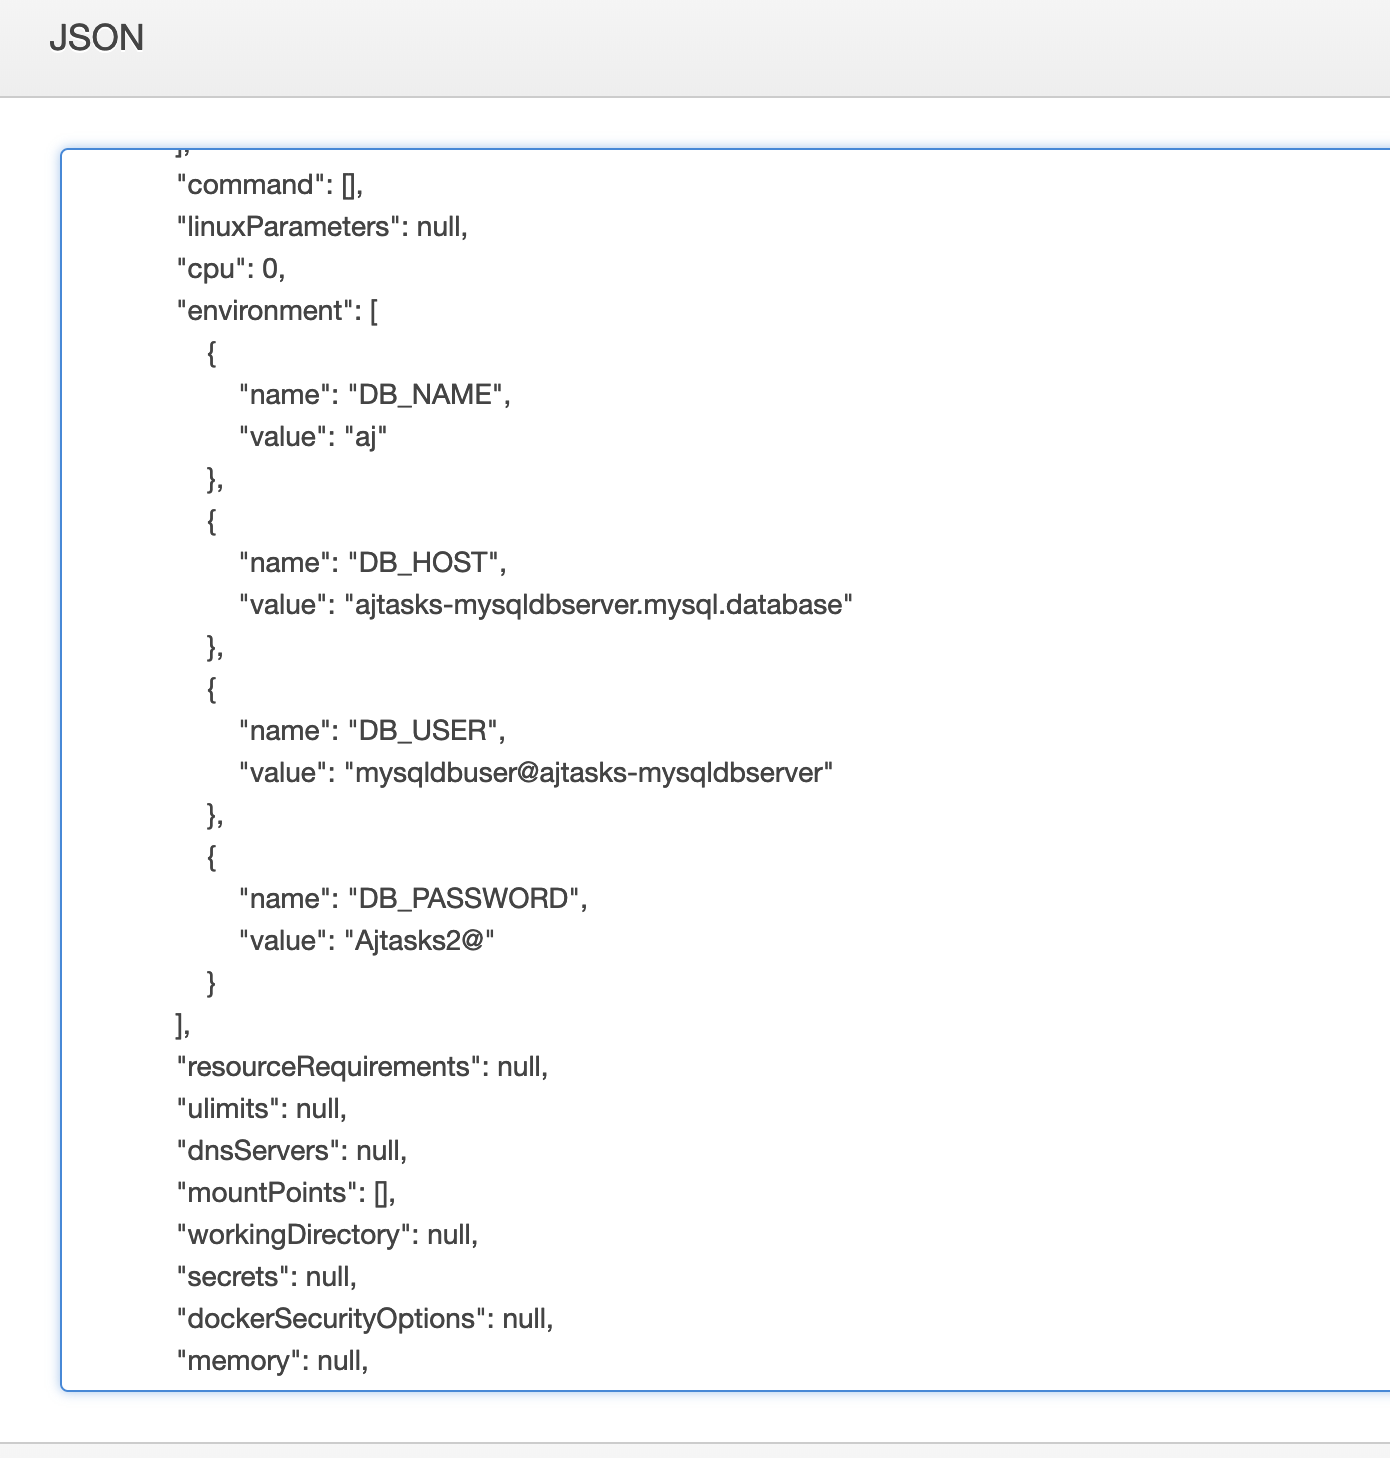 JSON
],
"command": [],
"linuxParameters": null,
"cpu": 0,
"environment": [
{
"name": "DB_NAME",
"value": "aj"
},
{
"name": "DB_HOST",
"value": "ajtasks-mysqldbserver.mysql.database"
},
{
"name": "DB_USER",
"value": "mysqldbuser@ajtasks-mysqldbserver"
},
{
"name": "DB_PASSWORD",
"value": "Ajtasks2@"
}
],
"resourceRequirements": null,
"ulimits": null,
"dnsServers": null,
"mountPoints": [],
"workingDirectory": null,
"secrets": null,
"dockerSecurityOptions": null,
"memory": null,